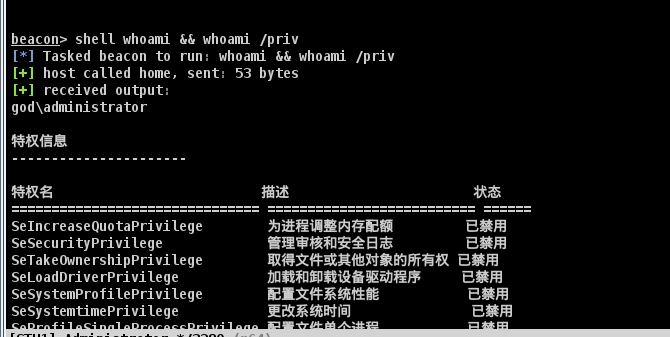 beacon> shell whoami && whoami /priv
[*] Tasked beacon to run: whoami && whoami /priv
[+] host called home, sent: 53 bytes
[+] received output:
god\administrator
特权信息
----------------------
特权名 描述 状态
=============================== ========================== ======
SeIncreaseQuotaPrivilege 为进程调整内存配额 已禁用
SeSecurityPrivilege 管理审核和安全日志 已禁用
SeTakeOwnershipPrivilege 取得文件或其他对象的所有权 已禁用
SeLoadDriverPrivilege 加载和卸载设备驱动程序 已禁用
SeSystemProfilePrivilege 配置文件系统性能 已禁用
SeSystemtimePrivilege 更改系统时间 已禁用
SeProfileSingleProcessPrivilege 配置文件单个进程 已禁用